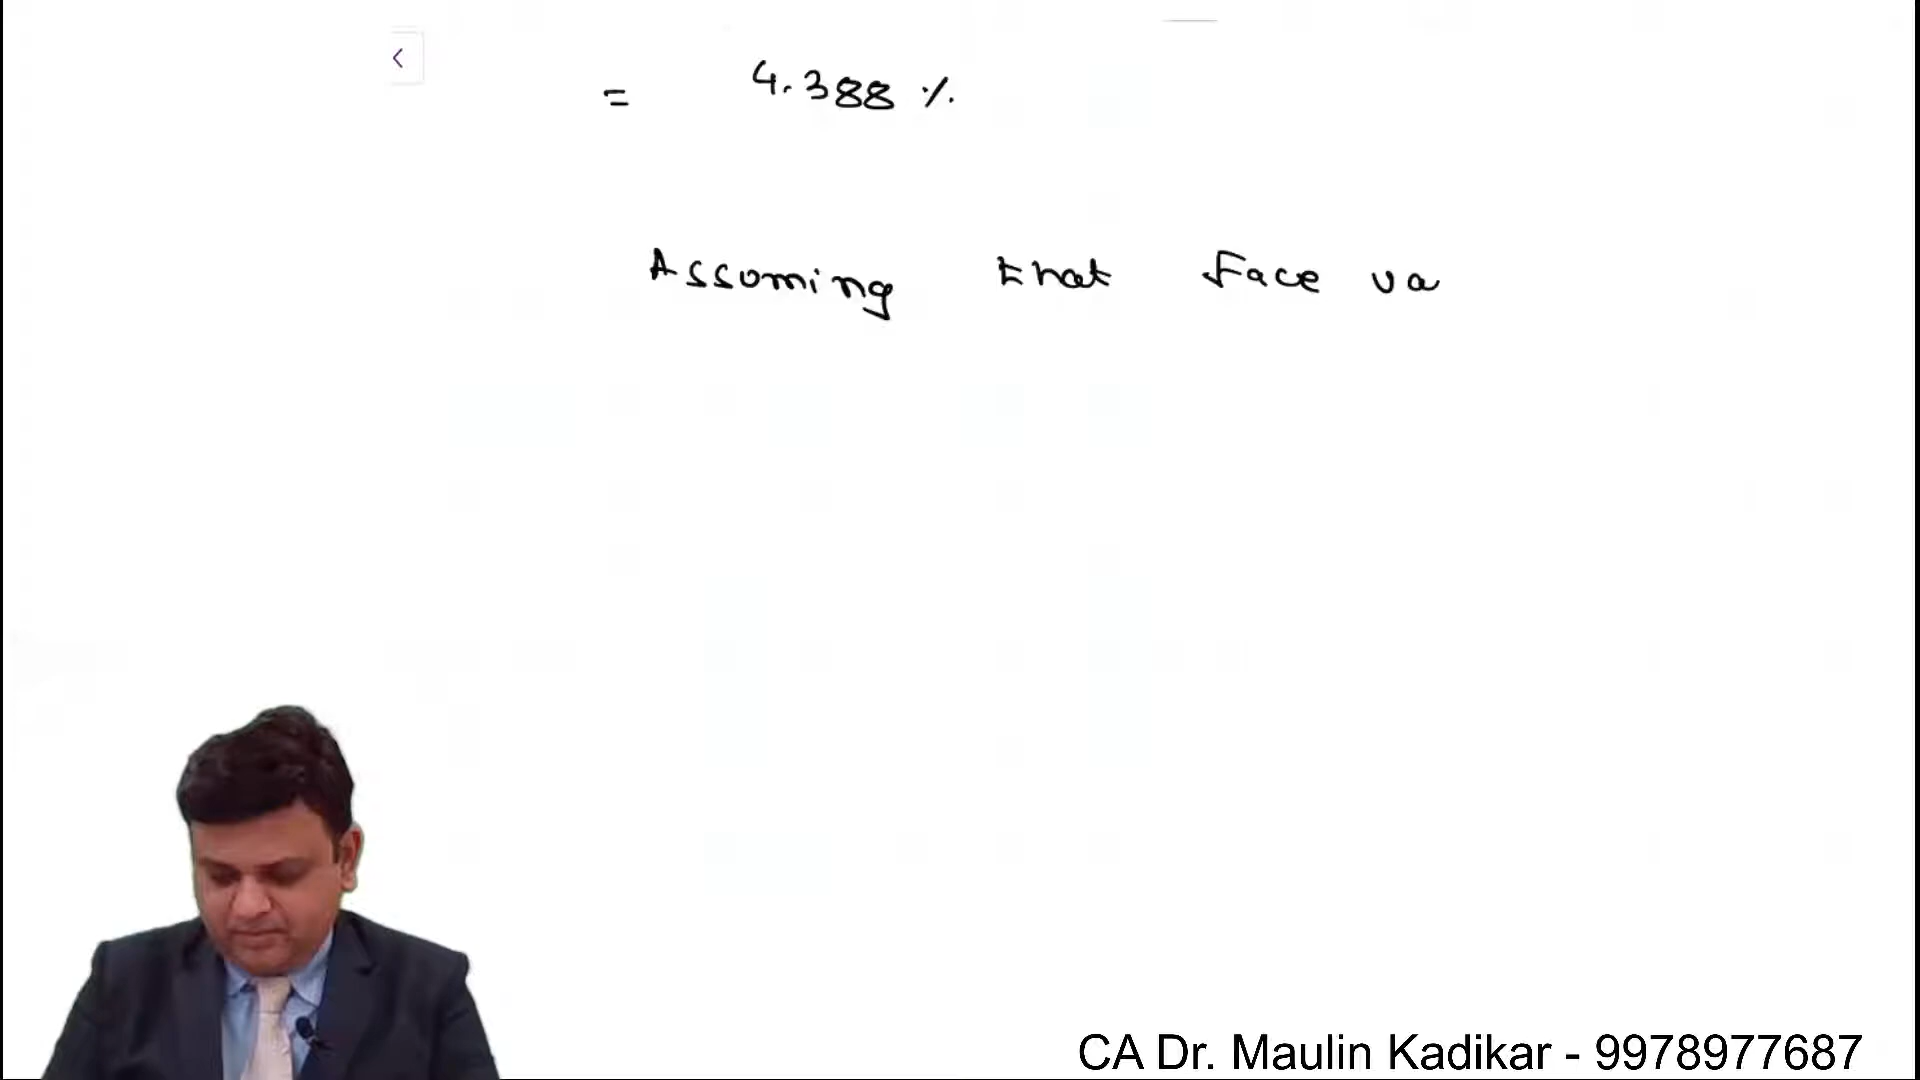 = 4.388 %
Assuming that face va
CA Dr. Maulin Kadikar - 9978977687